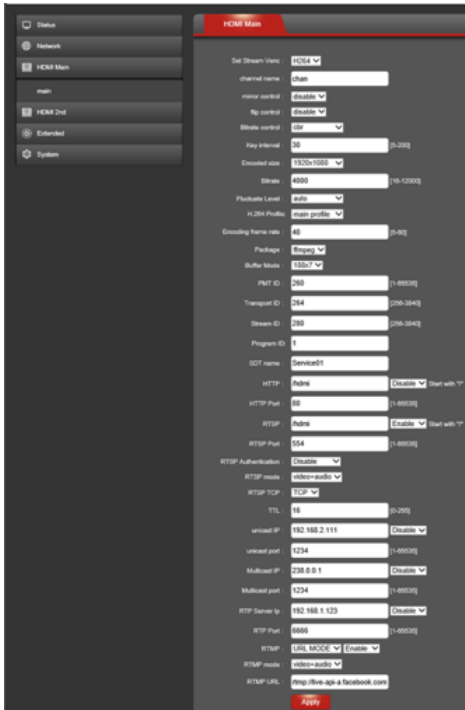 Status
Network
HDMI Main
main
HDMI 2nd
Extended
System
HDMI Main
Set Stream Venc : H264
channel name : chan
mirror control : disable
flip control : disable
Bitrate control : cbr
Key interval : 30 [5-200]
Encoded size : 1920x1080
Bitrate : 4000 [16-12000]
Fluctuate Level : auto
H.264 Profile main profile
Encoding frame rate : 40 [5-60]
Package : ffmpeg
Buffer Mode : 188x7
PMT ID : 260 [1-65535]
Transport ID : 264 [256-3840]
Stream ID : 280 [256-3840]
Program ID: 1
SDT name : Service01
HTTP : /hdmi Disable Start with "/"
HTTP Port : 80 [1-65535]
RTSP : /hdmi Enable Start with "/"
RTSP Port : 554 [1-65535]
RTSP Authentication : Disable
RTSP mode : video+audio
RTSP TCP : TCP
TTL : 16 [0-255]
unicast IP : 192.168.2.111 Disable
unicast port : 1234 [1-65535]
Multicast IP : 238.0.0.1 Disable
Multicast port : 1234 [1-65535]
RTP Server Ip : 192.168.1.123 Disable
RTP Port : 6666 [1-65535]
RTMP : URL MODE Enable
RTMP mode : video+audio
RTMP URL : rtmp://live-api-a.facebook.com
Apply